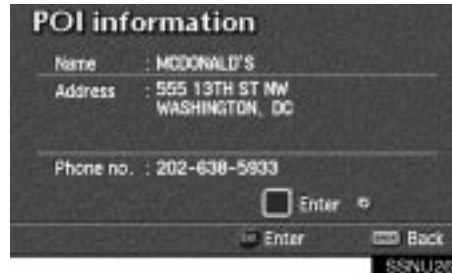 POI information
Name : MCDONALD'S
Address : 555 13TH ST NW
WASHINGTON, DC
Phone no. : 202-638-5933
Enter
Enter Back